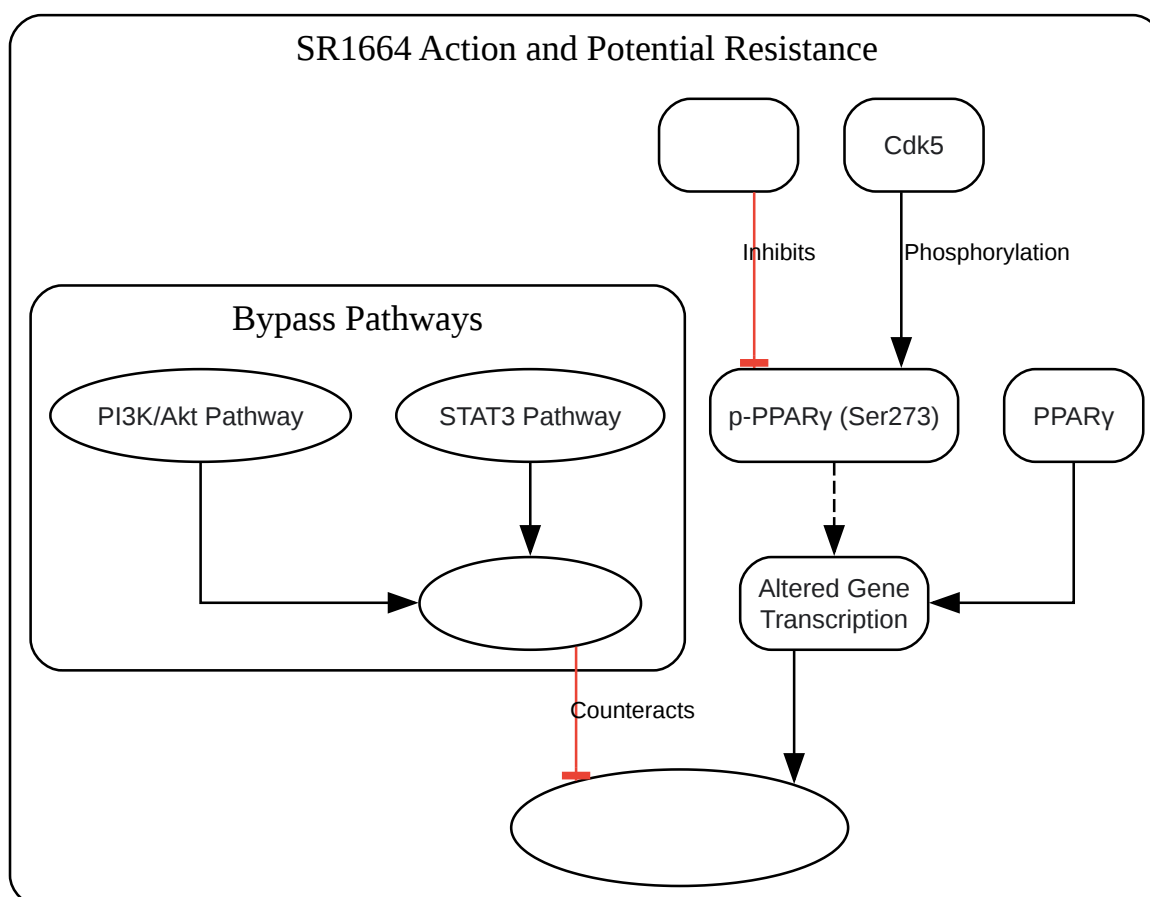 SR1664 Action and Potential Resistance
Cdk5
Inhibits
Phosphorylation
Bypass Pathways
PI3K/Akt Pathway
STAT3 Pathway
p-PPARγ (Ser273)
PPARγ
Altered Gene
Transcription
Counteracts